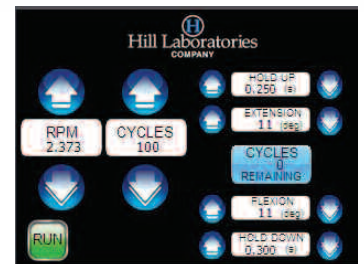 H
Hill Laboratories
COMPANY
RPM
2.373
CYCLES
100
HOLD UP
0.250 (s)
EXTENSION
11 (deg)
CYCLES
0
REMAINING
FLEXION
11 (deg)
HOLD DOWN
0.300 (s)
RUN